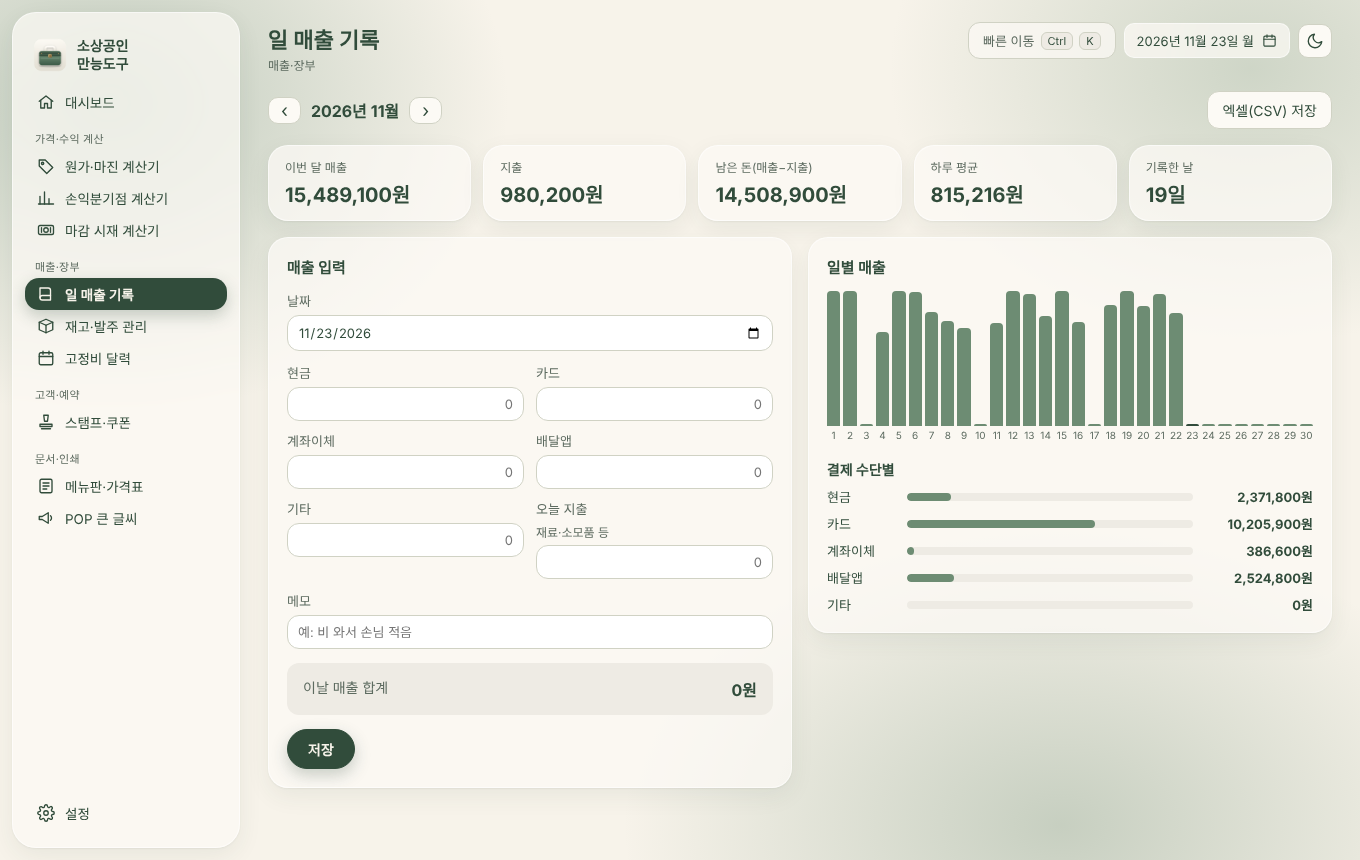 소상공인
만능도구
대시보드
가격·수익 계산
원가·마진 계산기
손익분기점 계산기
마감 시재 계산기
매출·장부
일 매출 기록
재고·발주 관리
고정비 달력
고객·예약
스탬프·쿠폰
문서·인쇄
메뉴판·가격표
POP 큰 글씨
설정
일 매출 기록
매출·장부
빠른 이동 Ctrl K
2026년 11월 23일 월
2026년 11월
엑셀(CSV) 저장
이번 달 매출
15,489,100원
지출
980,200원
남은 돈(매출−지출)
14,508,900원
하루 평균
815,216원
기록한 날
19일
매출 입력
날짜
11/23/2026
현금
0
카드
0
계좌이체
0
배달앱
0
기타
0
오늘 지출
재료·소모품 등
0
메모
예: 비 와서 손님 적음
이날 매출 합계 0원
저장
일별 매출
1 2 3 4 5 6 7 8 9 10 11 12 13 14 15 16 17 18 19 20 21 22 23 24 25 26 27 28 29 30
결제 수단별
현금 2,371,800원
카드 10,205,900원
계좌이체 386,600원
배달앱 2,524,800원
기타 0원